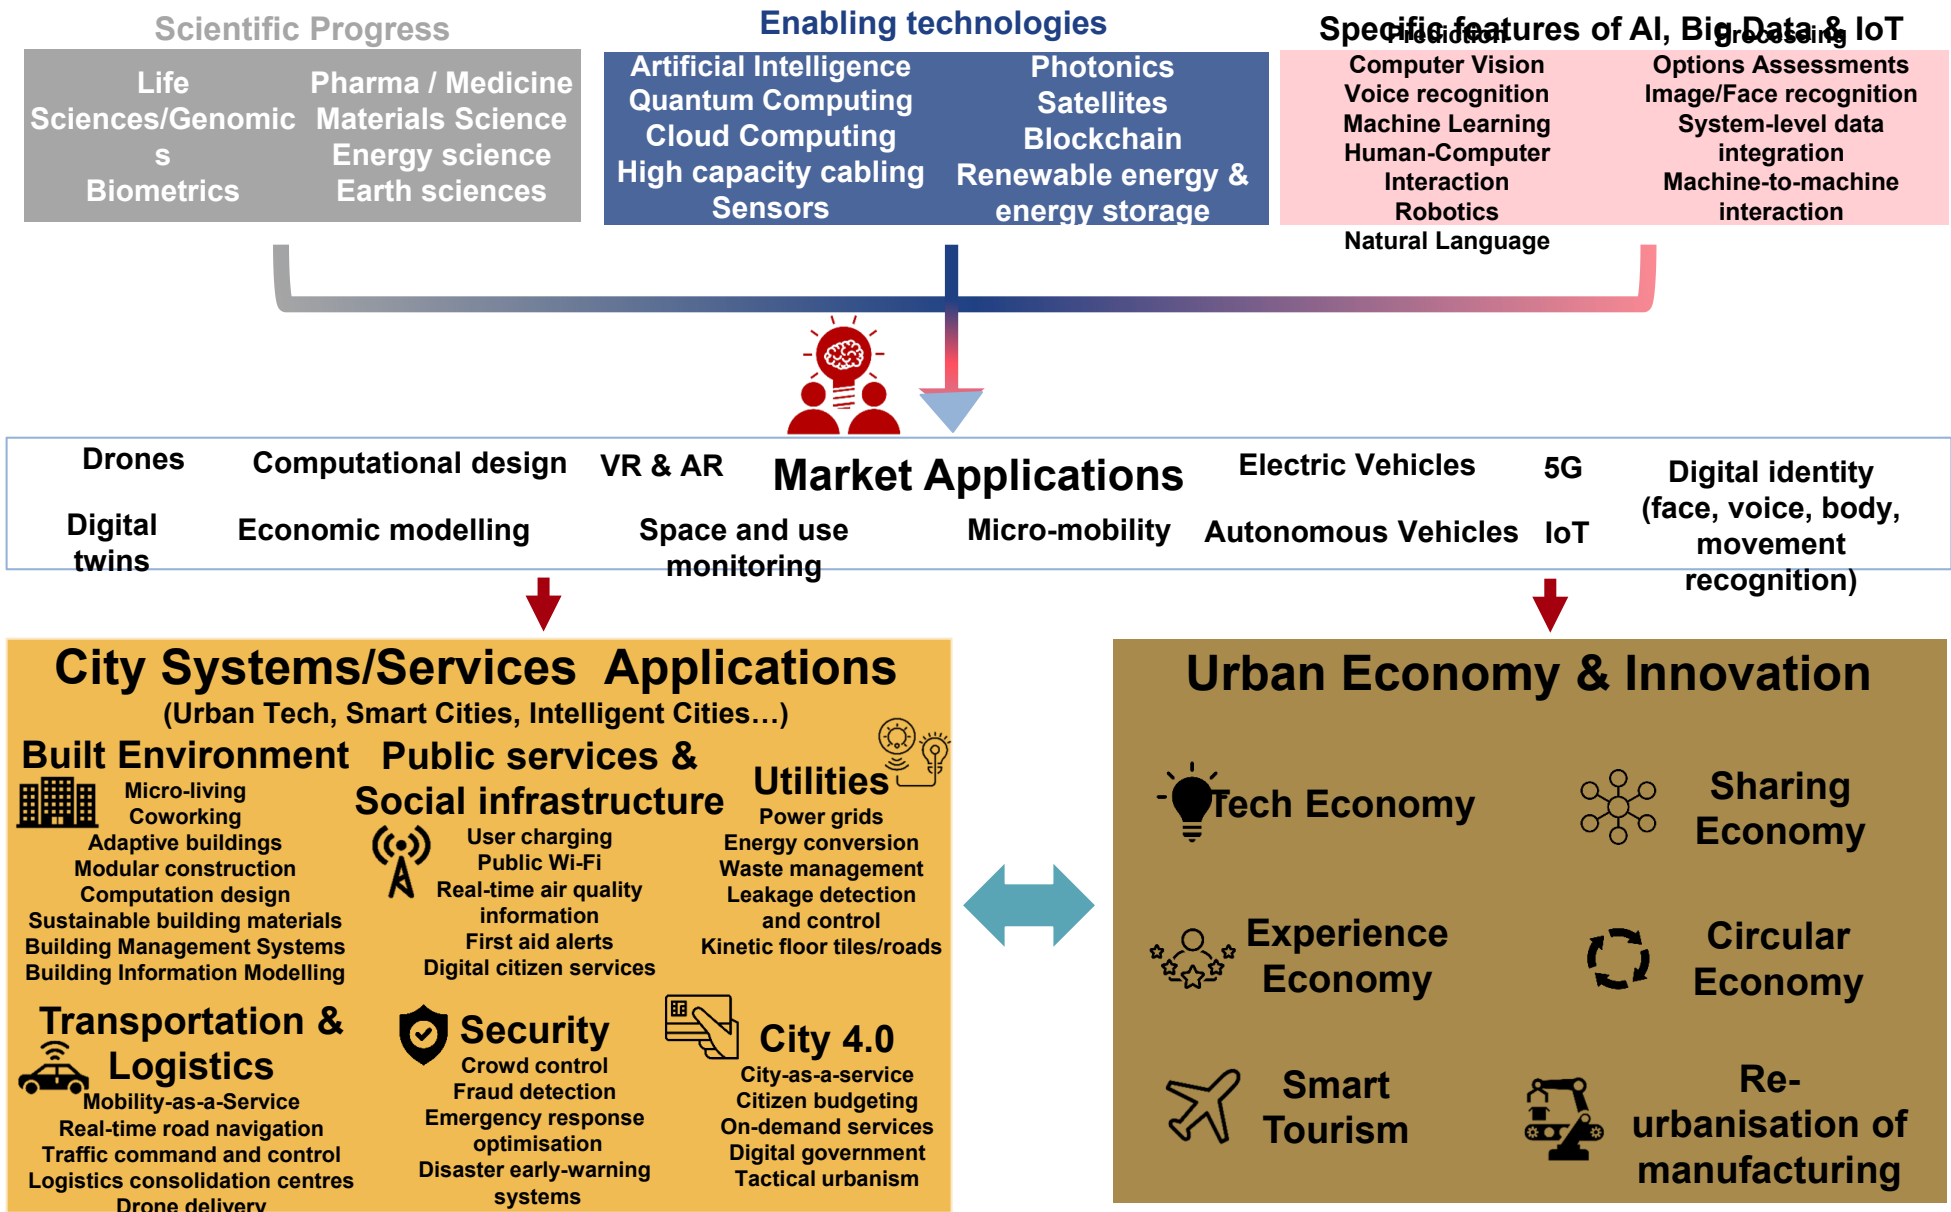 Scientific Progress
Life
Sciences/Genomic
s
Biometrics
Pharma / Medicine
Materials Science
Energy science
Earth sciences
Enabling technologies
Artificial Intelligence
Quantum Computing
Cloud Computing
High capacity cabling
Sensors
Photonics
Satellites
Blockchain
Renewable energy &
energy storage
Specific features of AI, Big Data & IoT
Prediction
Computer Vision
Voice recognition
Machine Learning
Human-Computer
Interaction
Robotics
Natural Language
Processing
Options Assessments
Image/Face recognition
System-level data
integration
Machine-to-machine
interaction
Market Applications
Drones
Computational design
VR & AR
Electric Vehicles
5G
Digital identity
(face, voice, body,
movement
recognition)
Digital
twins
Economic modelling
Space and use
monitoring
Micro-mobility
Autonomous Vehicles
IoT
City Systems/Services Applications
(Urban Tech, Smart Cities, Intelligent Cities…)
Built Environment
Micro-living
Coworking
Adaptive buildings
Modular construction
Computation design
Sustainable building materials
Building Management Systems
Building Information Modelling
Public services &
Social infrastructure
User charging
Public Wi-Fi
Real-time air quality
information
First aid alerts
Digital citizen services
Utilities
Power grids
Energy conversion
Waste management
Leakage detection
and control
Kinetic floor tiles/roads
Transportation &
Logistics
Mobility-as-a-Service
Real-time road navigation
Traffic command and control
Logistics consolidation centres
Drone delivery
Security
Crowd control
Fraud detection
Emergency response
optimisation
Disaster early-warning
systems
City 4.0
City-as-a-service
Citizen budgeting
On-demand services
Digital government
Tactical urbanism
Urban Economy & Innovation
Tech Economy
Sharing
Economy
Experience
Economy
Circular
Economy
Smart
Tourism
Re-
urbanisation of
manufacturing